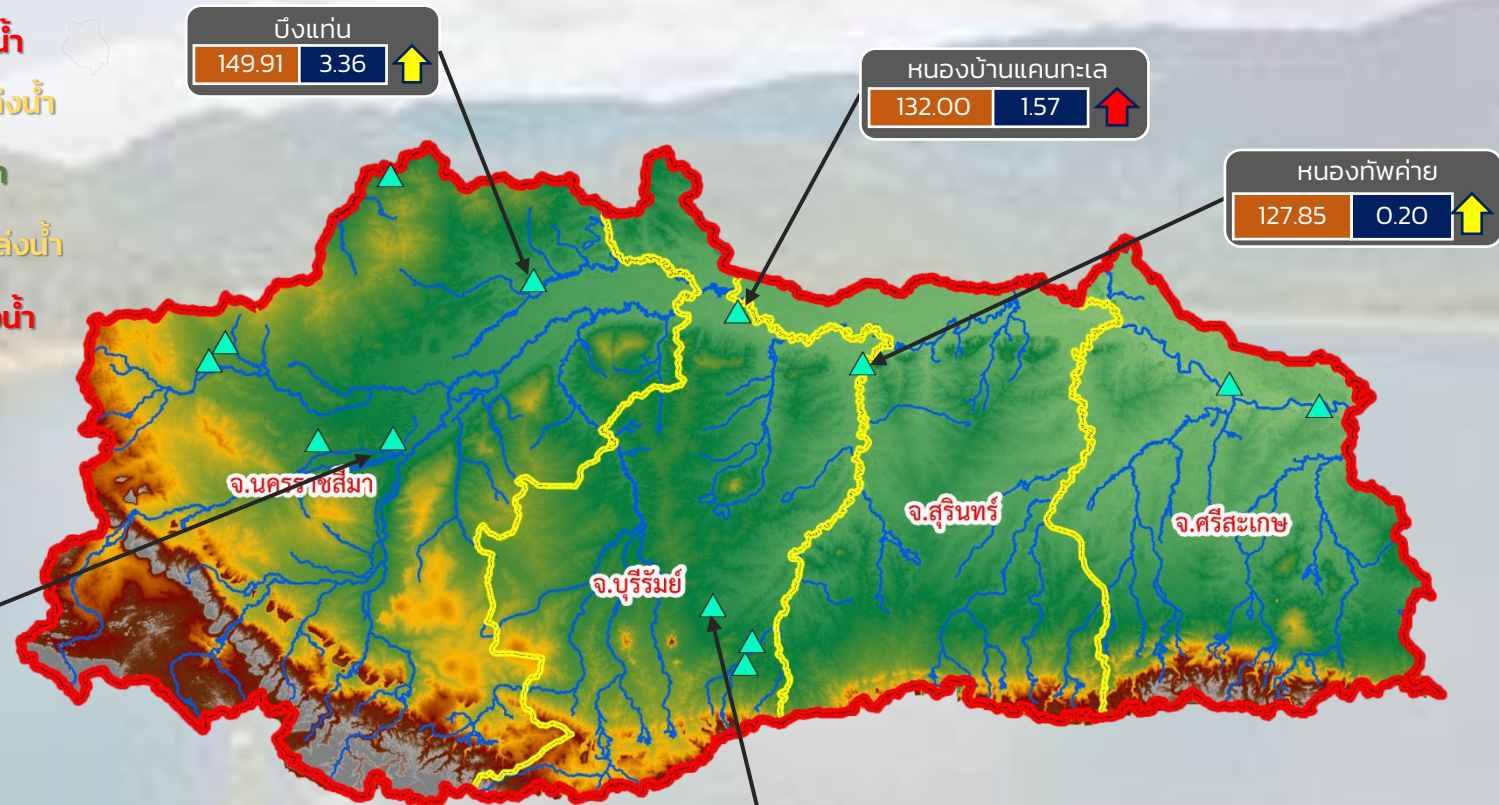 น้ำ
บึงแท่น
149.91 3.36
หนองบ้านแคนทะเล
132.00 1.57
หนองทัพค่าย
127.85 0.20
จ.นครราชสีมา
จ.บุรีรัมย์
จ.สุรินทร์
จ.ศรีสะเกษ